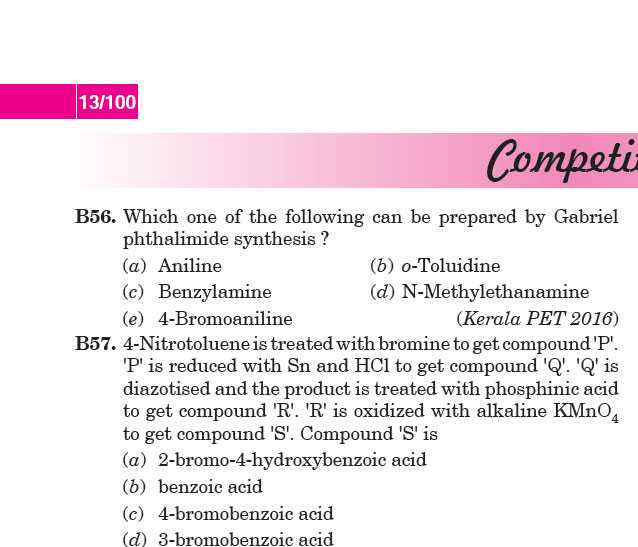 13/100
Competi
B56. Which one of the following can be prepared by Gabriel
phthalimide synthesis ?
(a) Aniline (b) o-Toluidine
(c) Benzylamine (d) N-Methylethanamine
(e) 4-Bromoaniline (Kerala PET 2016)
B57. 4-Nitrotoluene is treated with bromine to get compound 'P'.
'P' is reduced with Sn and HCl to get compound 'Q'. 'Q' is
diazotised and the product is treated with phosphinic acid
to get compound 'R'. 'R' is oxidized with alkaline KMnO₄
to get compound 'S'. Compound 'S' is
(a) 2-bromo-4-hydroxybenzoic acid
(b) benzoic acid
(c) 4-bromobenzoic acid
(d) 3-bromobenzoic acid